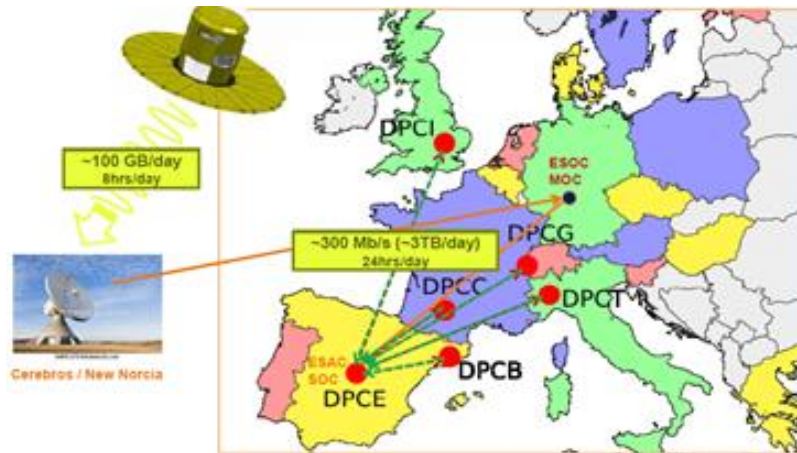 DPCI
~100 GB/day
8hrs/day
ESOC
MOC
~300 Mb/s (~3TB/day)
24hrs/day
DPCG
DPCC
DPCT
Cerebros / New Norcia
ESAC
SOC
DPCE
DPCB